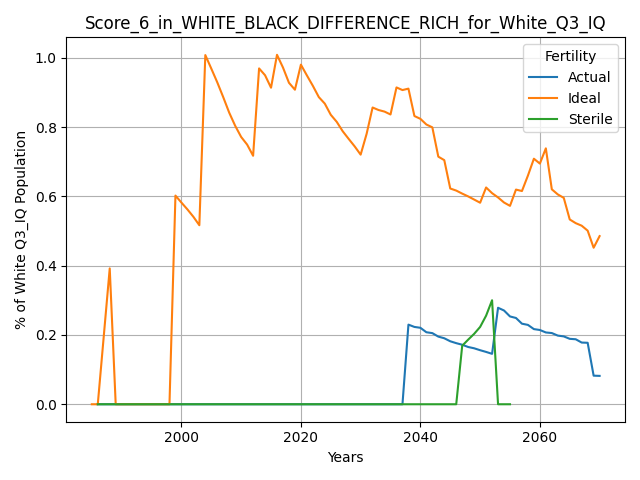 Score_6_in_WHITE_BLACK_DIFFERENCE_RICH_for_White_Q3_IQ
Fertility
Actual
Ideal
Sterile
% of White Q3_IQ Population
1.0
0.8
0.6
0.4
0.2
0.0
2000
2020
2040
2060
Years